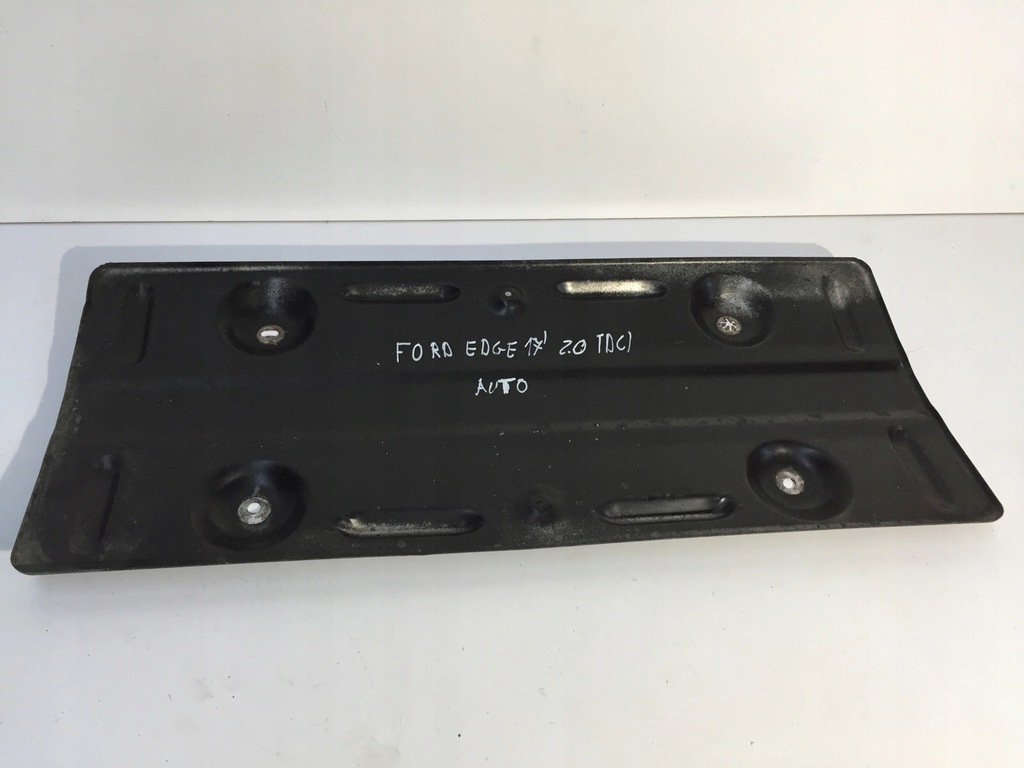 FORD EDGE 17' 2.0 TDCI
AUTO